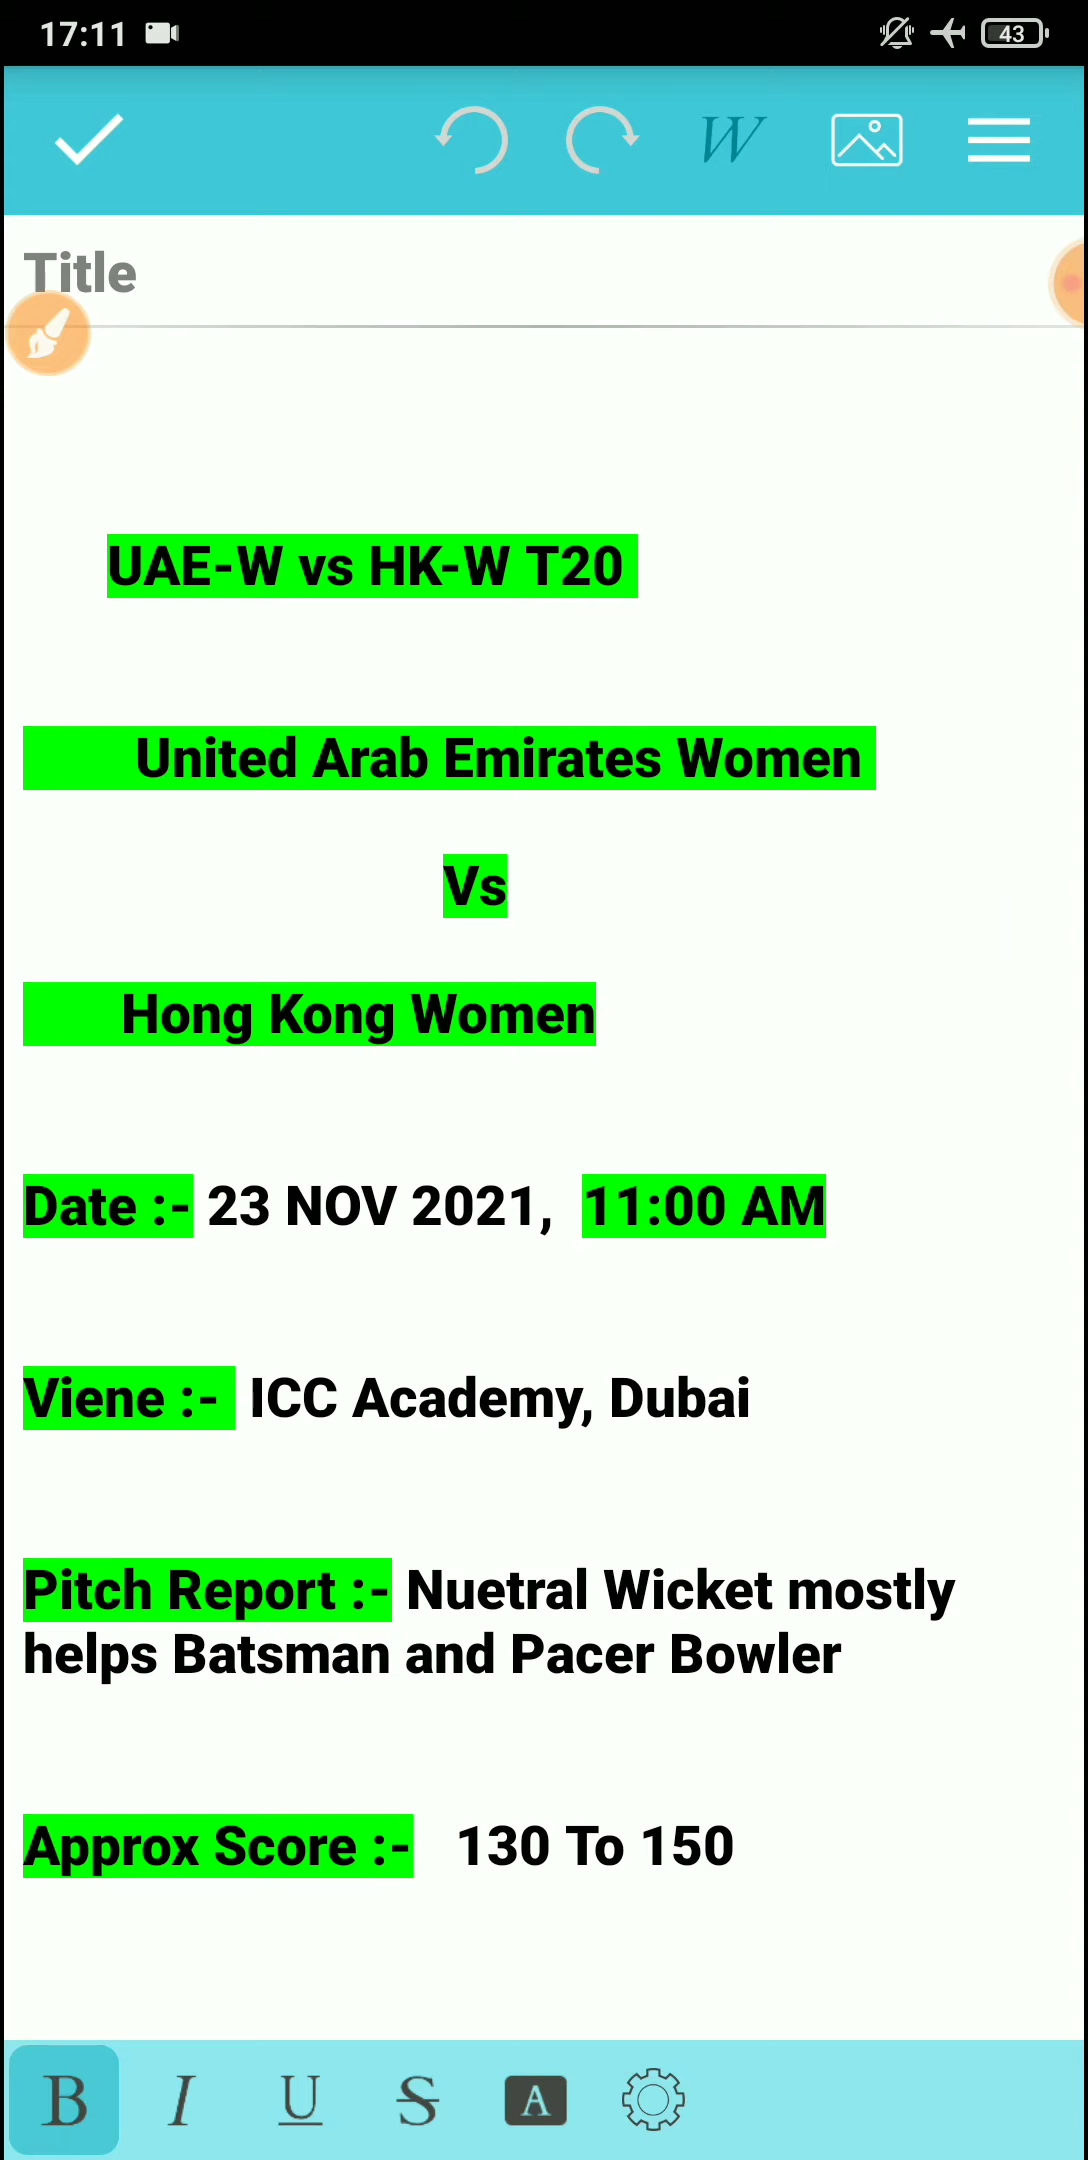 17:11
43
W
Title
UAE-W vs HK-W T20
United Arab Emirates Women
Vs
Hong Kong Women
Date :- 23 NOV 2021, 11:00 AM
Viene :- ICC Academy, Dubai
Pitch Report :- Nuetral Wicket mostly
helps Batsman and Pacer Bowler
Approx Score :- 130 To 150
B I U S A